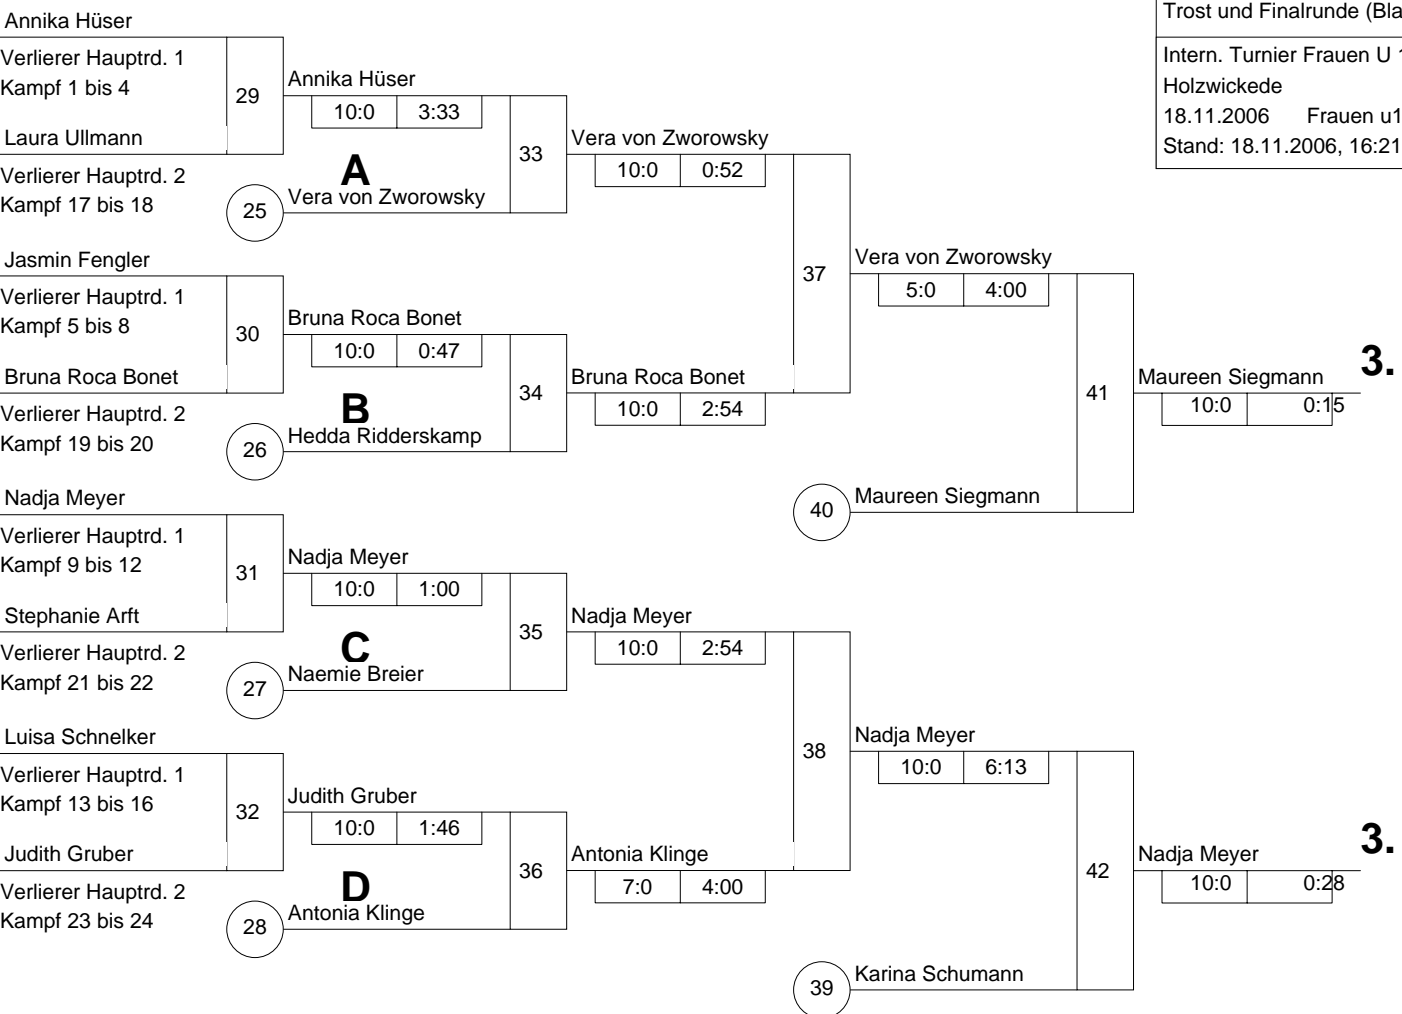 Annika Hüser
Verlierer Hauptrd. 1
Kampf 1 bis 4
29
Laura Ullmann
Verlierer Hauptrd. 2
Kampf 17 bis 18
Annika Hüser
10:0 3:33
A
25
Vera von Zworowsky
33
Vera von Zworowsky
10:0 0:52
Jasmin Fengler
Verlierer Hauptrd. 1
Kampf 5 bis 8
30
Bruna Roca Bonet
Verlierer Hauptrd. 2
Kampf 19 bis 20
Bruna Roca Bonet
10:0 0:47
B
26
Hedda Ridderskamp
34
Bruna Roca Bonet
10:0 2:54
37
Vera von Zworowsky
5:0 4:00
Nadja Meyer
Verlierer Hauptrd. 1
Kampf 9 bis 12
31
Stephanie Arft
Verlierer Hauptrd. 2
Kampf 21 bis 22
Nadja Meyer
10:0 1:00
C
27
Naemie Breier
35
Nadja Meyer
10:0 2:54
Luisa Schnelker
Verlierer Hauptrd. 1
Kampf 13 bis 16
32
Judith Gruber
Verlierer Hauptrd. 2
Kampf 23 bis 24
Judith Gruber
10:0 1:46
D
28
Antonia Klinge
36
Antonia Klinge
7:0 4:00
38
Nadja Meyer
10:0 6:13
40
Maureen Siegmann
41
Maureen Siegmann
10:0 0:15
3.
39
Karina Schumann
42
Nadja Meyer
10:0 0:28
3.
Trost und Finalrunde (Bla
Intern. Turnier Frauen U 1
Holzwickede
18.11.2006 Frauen u1
Stand: 18.11.2006, 16:21